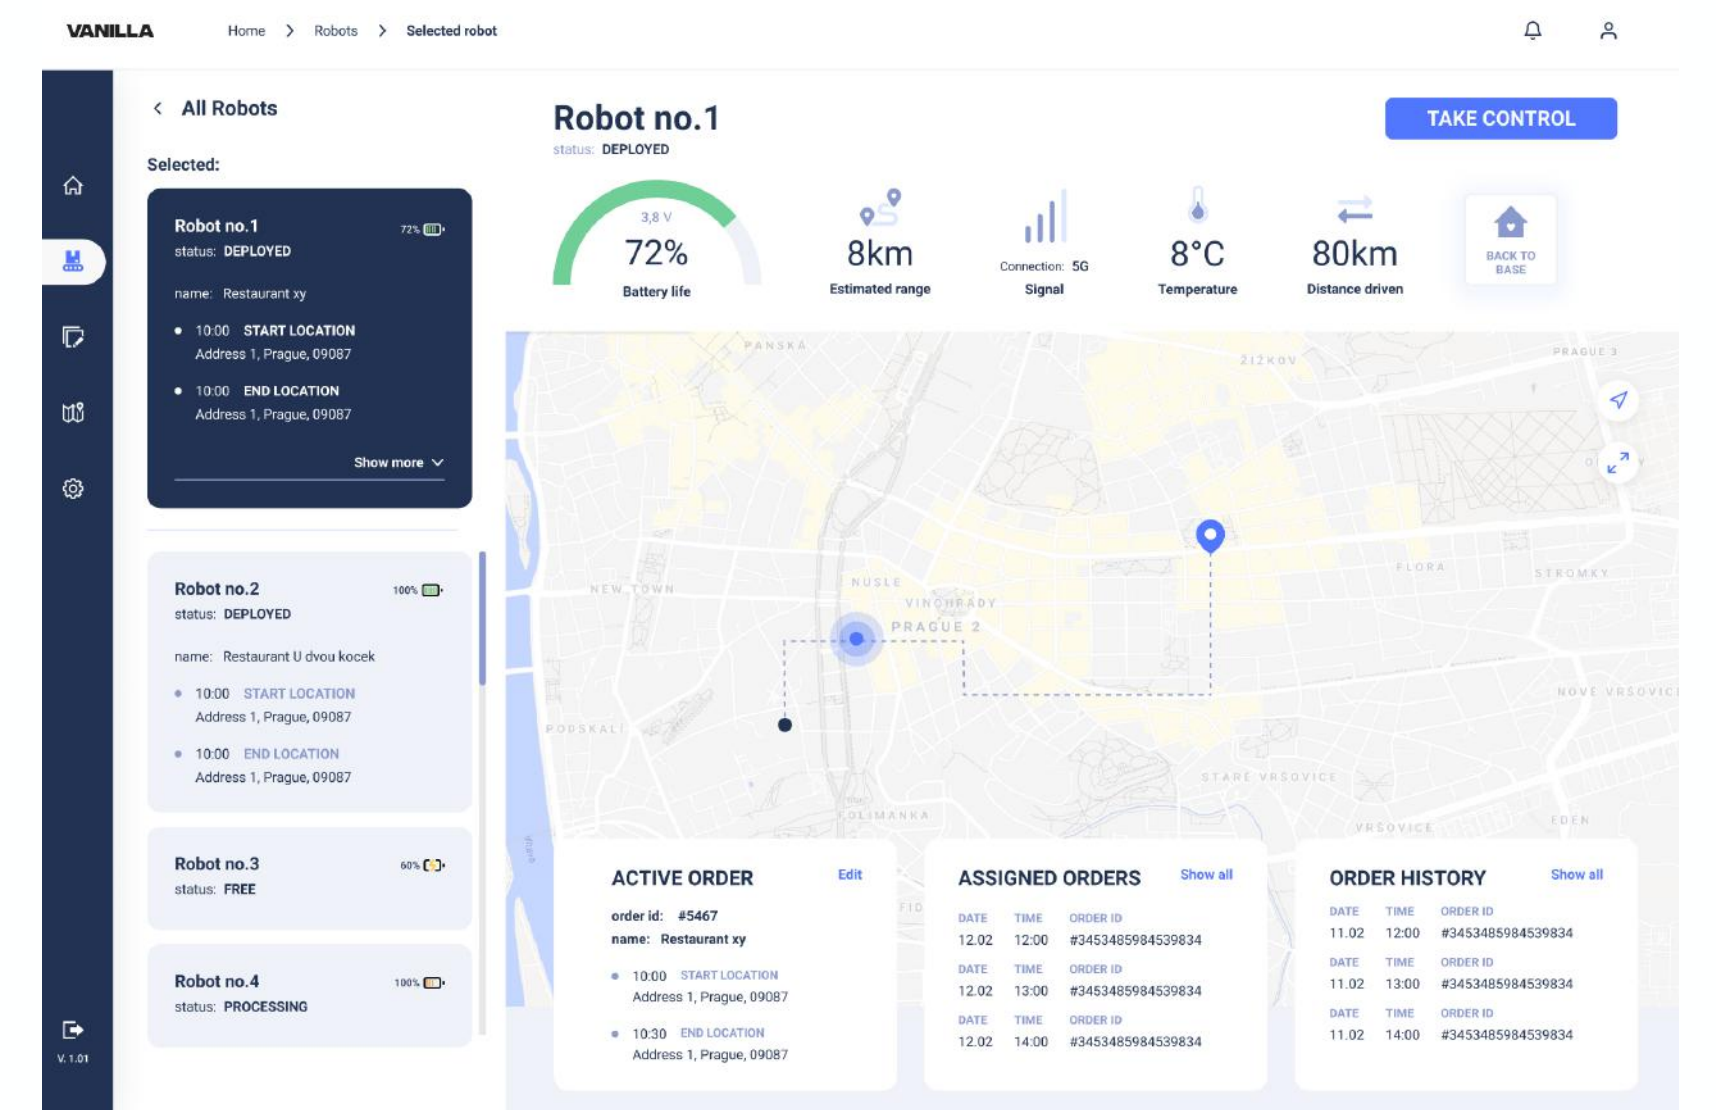 VANILLA
Home > Robots > Selected robot
< All Robots
Selected:
Robot no.1
72%
status: DEPLOYED
name: Restaurant xy
10:00 START LOCATION
Address 1, Prague, 09087
10:00 END LOCATION
Address 1, Prague, 09087
Show more
Robot no.2
100%
status: DEPLOYED
name: Restaurant U dvou kocek
10:00 START LOCATION
Address 1, Prague, 09087
10:00 END LOCATION
Address 1, Prague, 09087
Robot no.3
60%
status: FREE
Robot no.4
100%
status: PROCESSING
V. 1.01
Robot no.1
status: DEPLOYED
TAKE CONTROL
3,8 V
72%
Battery life
8km
Estimated range
Connection: 5G
Signal
8°C
Temperature
80km
Distance driven
BACK TO
BASE
PANSKÁ
ŽIŽKOV
PRAGUE 3
NEW TOWN
NUSLE
VINOHRADY
PRAGUE 2
FLORA
STROMKY
NOVÉ VRŠOVICE
PODSKALÍ
STARÉ VRŠOVICE
FOLIMANKA
VRŠOVICE
EDEN
ACTIVE ORDER
Edit
order id: #5467
name: Restaurant xy
10:00 START LOCATION
Address 1, Prague, 09087
10:30 END LOCATION
Address 1, Prague, 09087
ASSIGNED ORDERS
Show all
DATE TIME ORDER ID
12.02 12:00 #3453485984539834
DATE TIME ORDER ID
12.02 13:00 #3453485984539834
DATE TIME ORDER ID
12.02 14:00 #3453485984539834
ORDER HISTORY
Show all
DATE TIME ORDER ID
11.02 12:00 #3453485984539834
DATE TIME ORDER ID
11.02 13:00 #3453485984539834
DATE TIME ORDER ID
11.02 14:00 #3453485984539834